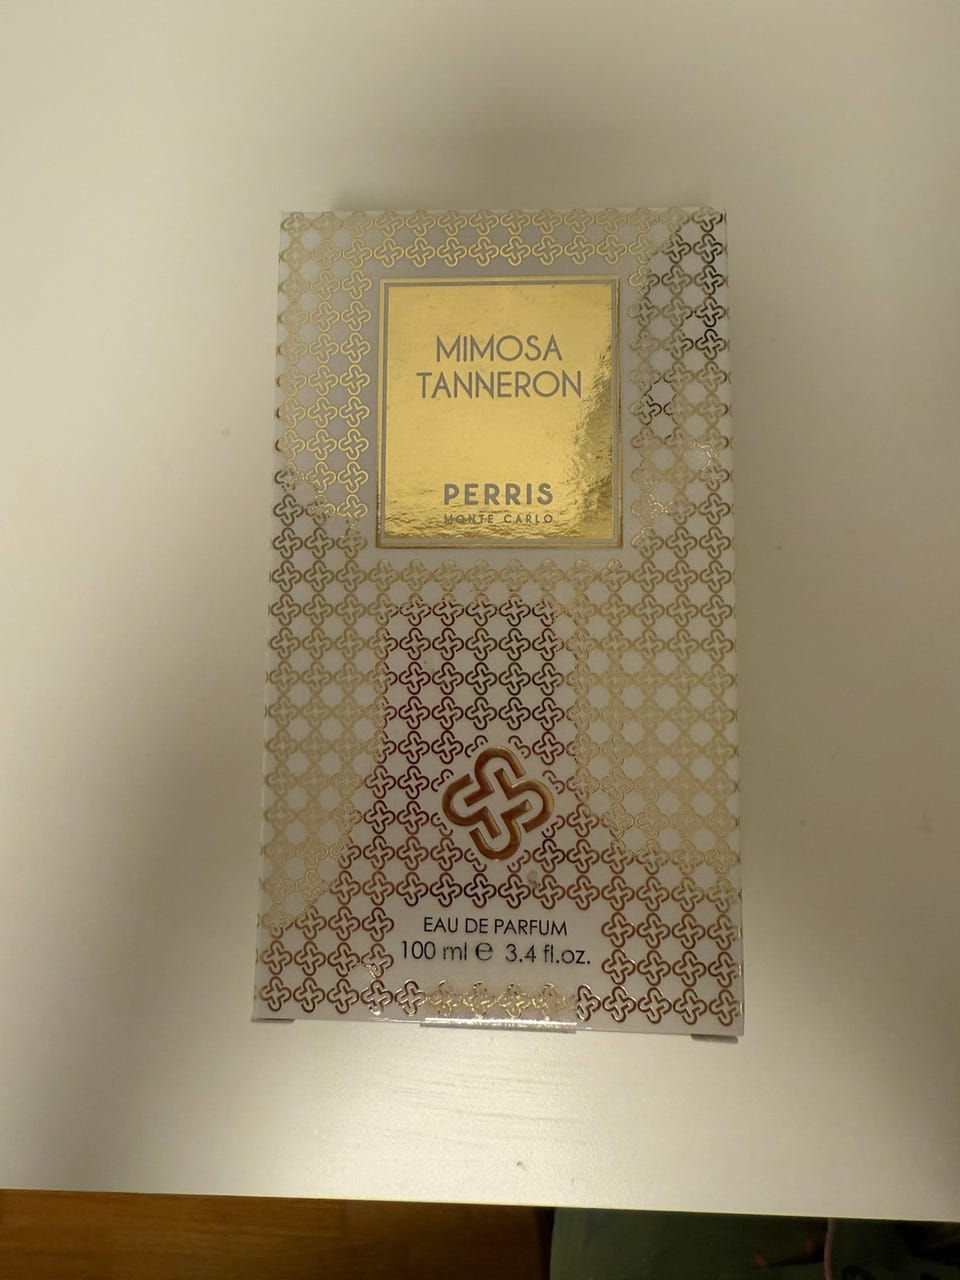 MIMOSA
TANNERON
PERRIS
MONTE CARLO
EAU DE PARFUM
100 ml ℮ 3.4 fl.oz.